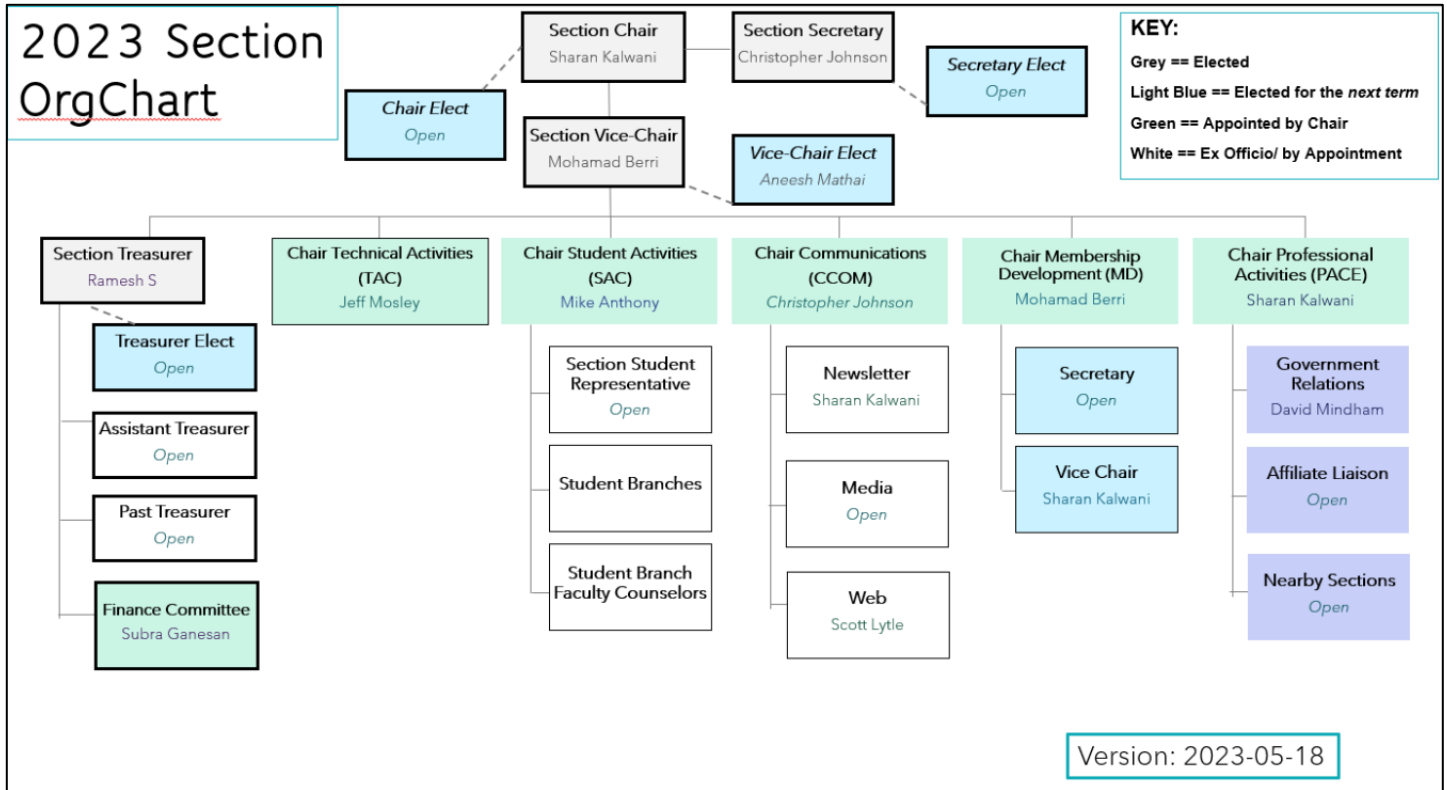 2023 Section
OrgChart
Section Chair
Sharan Kalwani
Section Secretary
Christopher Johnson
Chair Elect
Open
Secretary Elect
Open
Section Vice-Chair
Mohamad Berri
Vice-Chair Elect
Aneesh Mathai
KEY:
Grey == Elected
Light Blue == Elected for the next term
Green == Appointed by Chair
White == Ex Officio/ by Appointment
Section Treasurer
Ramesh S
Treasurer Elect
Open
Assistant Treasurer
Open
Past Treasurer
Open
Finance Committee
Subra Ganesan
Chair Technical Activities
(TAC)
Jeff Mosley
Chair Student Activities
(SAC)
Mike Anthony
Section Student
Representative
Open
Student Branches
Student Branch
Faculty Counselors
Chair Communications
(CCOM)
Christopher Johnson
Newsletter
Sharan Kalwani
Media
Open
Web
Scott Lytle
Chair Membership
Development (MD)
Mohamad Berri
Secretary
Open
Vice Chair
Sharan Kalwani
Chair Professional
Activities (PACE)
Sharan Kalwani
Government
Relations
David Mindham
Affiliate Liaison
Open
Nearby Sections
Open
Version: 2023-05-18